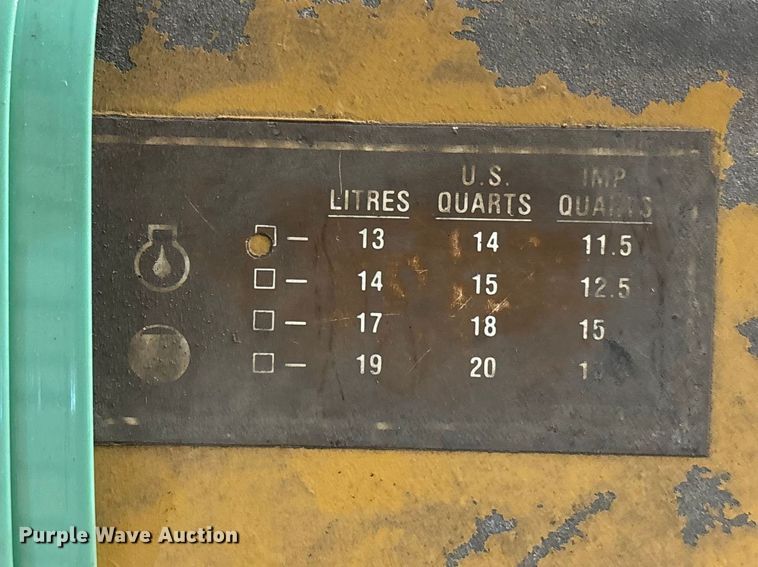 LITRES U.S. QUARTS IMP QUARTS
13 14 11.5
14 15 12.5
17 18 15
19 20
Purple Wave Auction